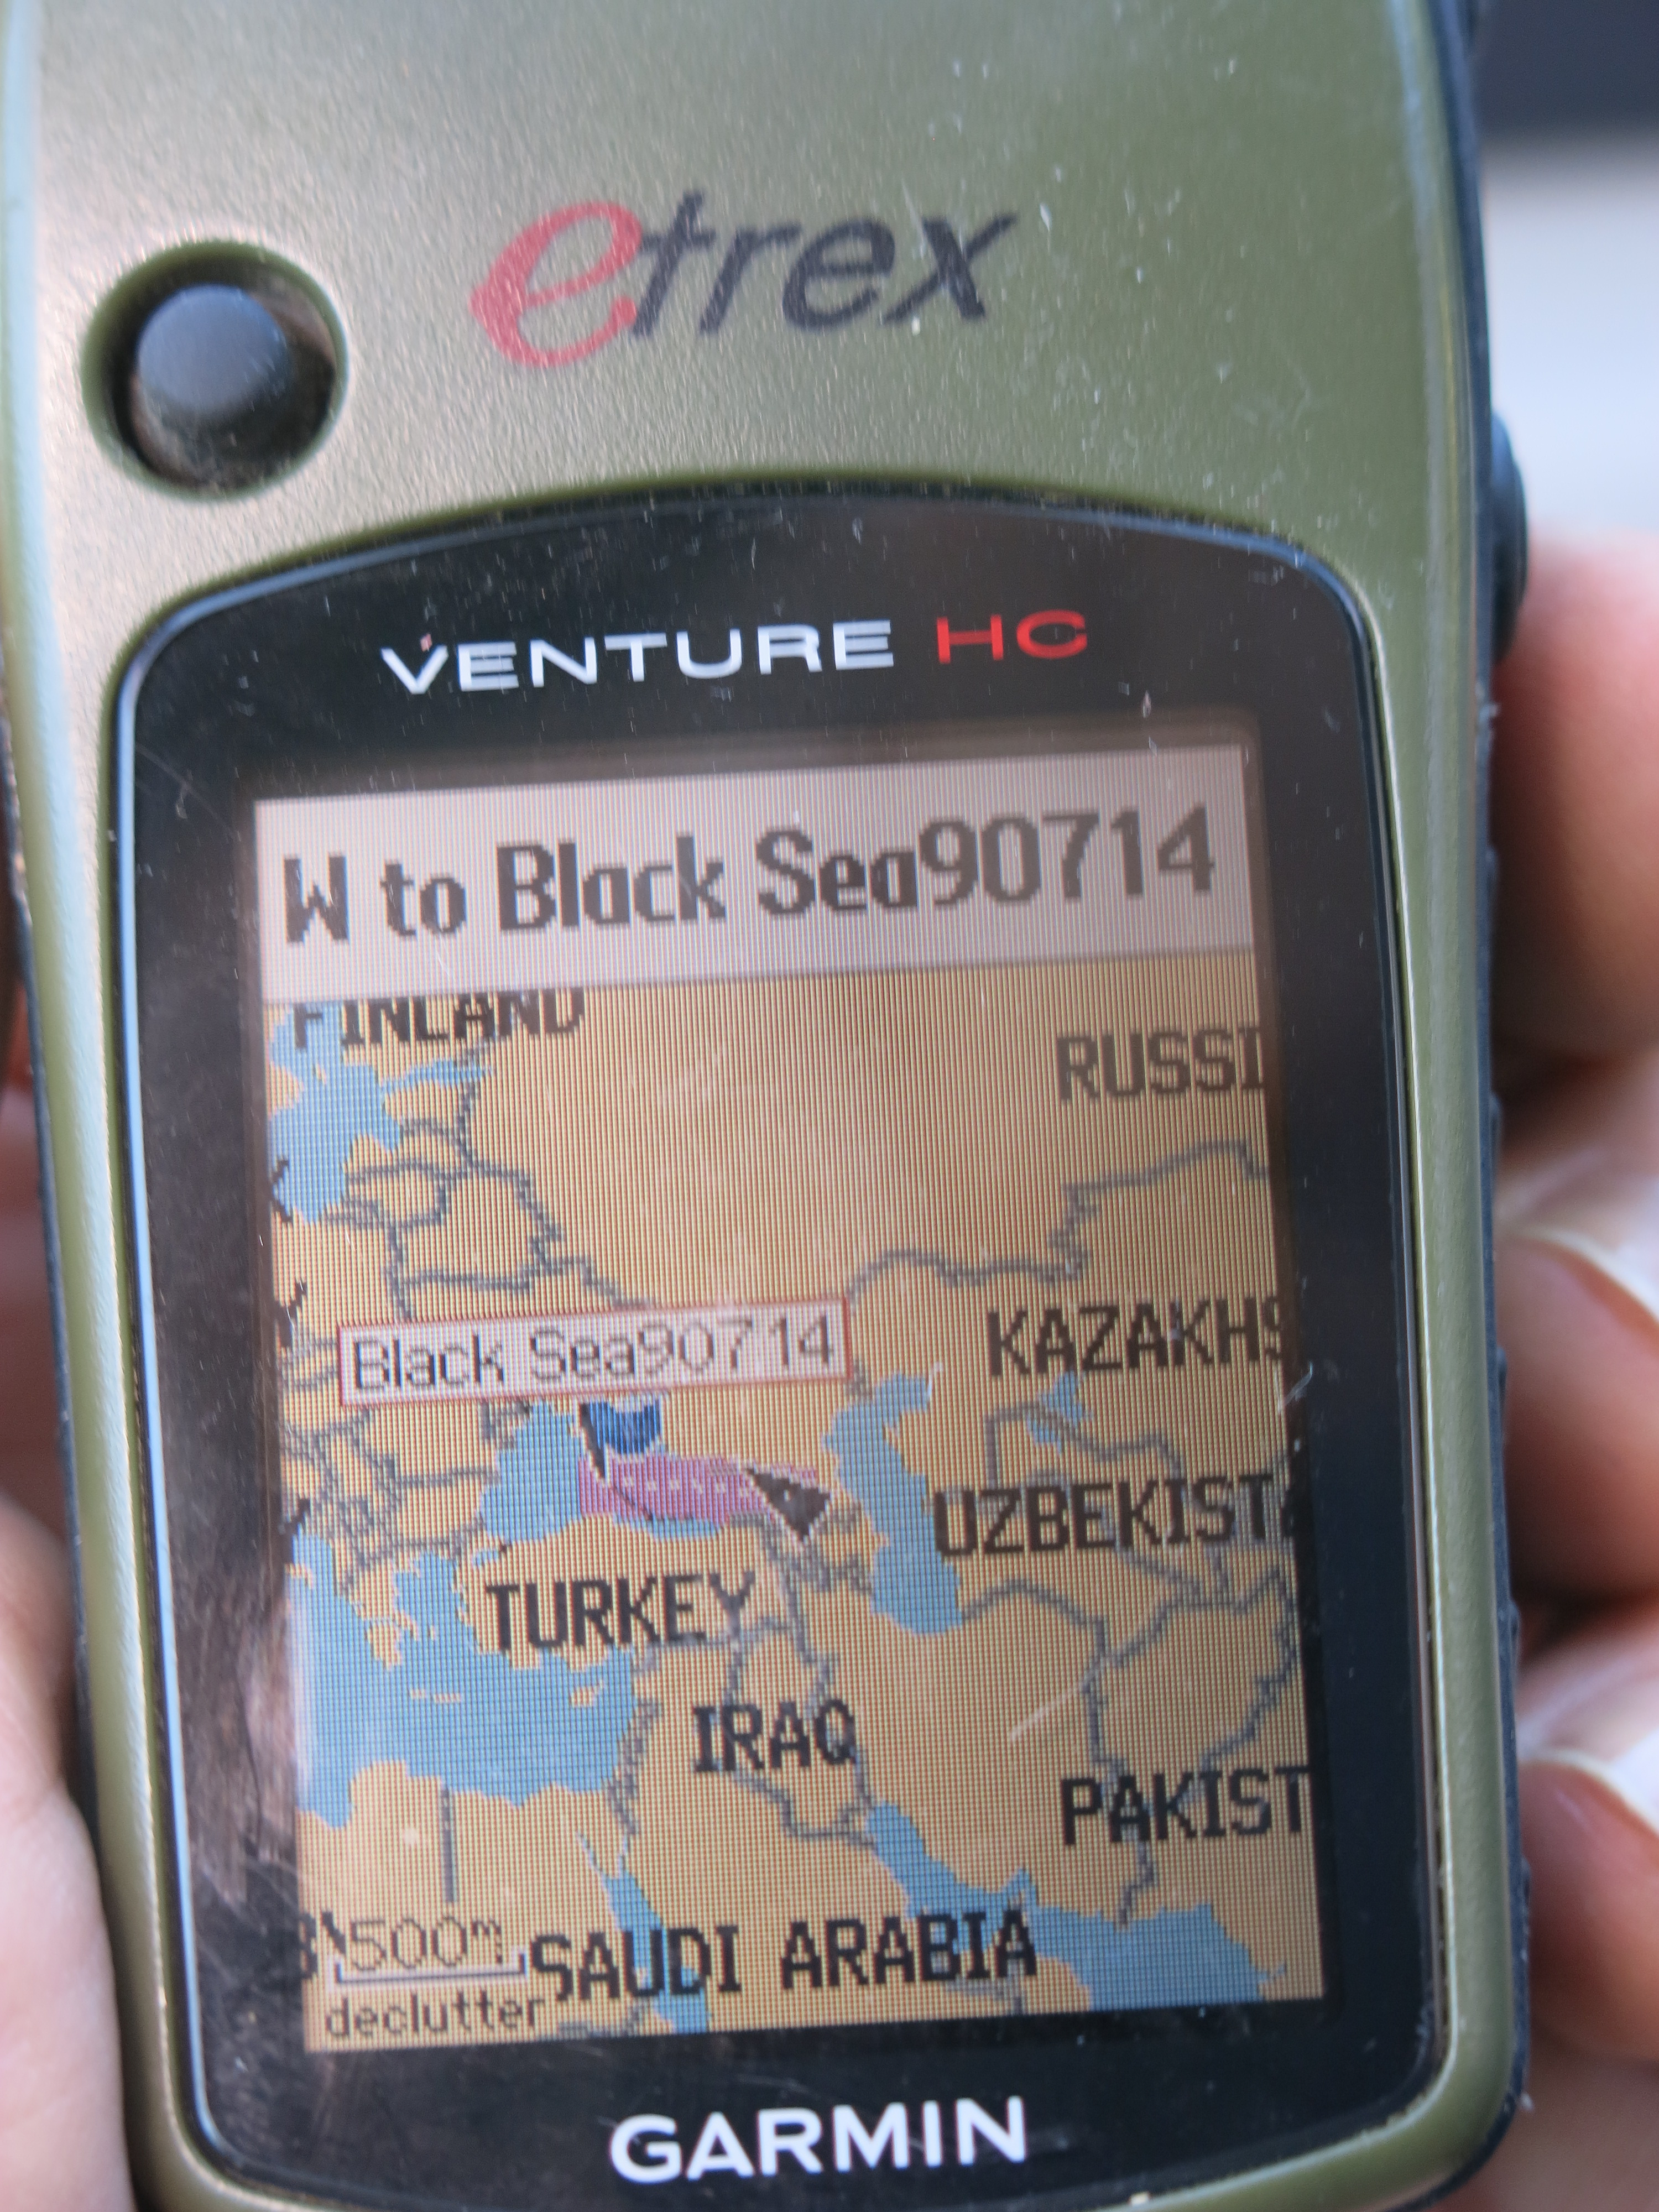 etrex
VENTURE HC
W to Black Sea90714
FINLAND
RUSSI
KAZAKHS
Black Sea90714
UZBEKISTA
TURKEY
IRAQ
PAKIST
500m
SAUDI ARABIA
declutter
GARMIN